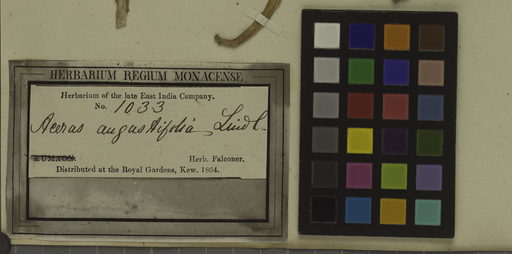 HERBARIUM REGIUM MONACENSE.
Herbarium of the late East India Company.
No. 1033
Aceras angustifolia Lindl.
KUMAON. Herb. Falconer.
Distributed at the Royal Gardens, Kew. 1864.